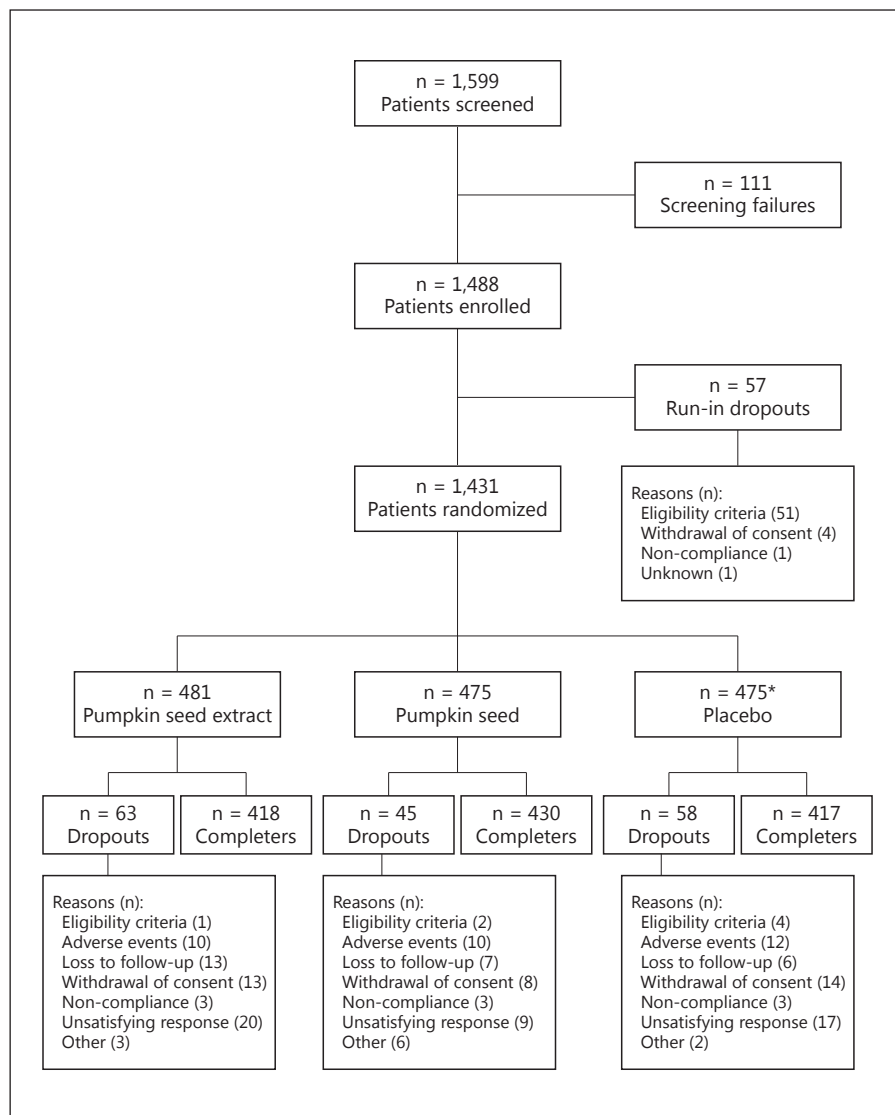 n = 1,599
Patients screened
n = 111
Screening failures
n = 1,488
Patients enrolled
n = 57
Run-in dropouts
Reasons (n):
Eligibility criteria (51)
Withdrawal of consent (4)
Non-compliance (1)
Unknown (1)
n = 1,431
Patients randomized
n = 481
Pumpkin seed extract
n = 475
Pumpkin seed
n = 475*
Placebo
n = 63
Dropouts
n = 418
Completers
n = 45
Dropouts
n = 430
Completers
n = 58
Dropouts
n = 417
Completers
Reasons (n):
Eligibility criteria (1)
Adverse events (10)
Loss to follow-up (13)
Withdrawal of consent (13)
Non-compliance (3)
Unsatisfying response (20)
Other (3)
Reasons (n):
Eligibility criteria (2)
Adverse events (10)
Loss to follow-up (7)
Withdrawal of consent (8)
Non-compliance (3)
Unsatisfying response (9)
Other (6)
Reasons (n):
Eligibility criteria (4)
Adverse events (12)
Loss to follow-up (6)
Withdrawal of consent (14)
Non-compliance (3)
Unsatisfying response (17)
Other (2)